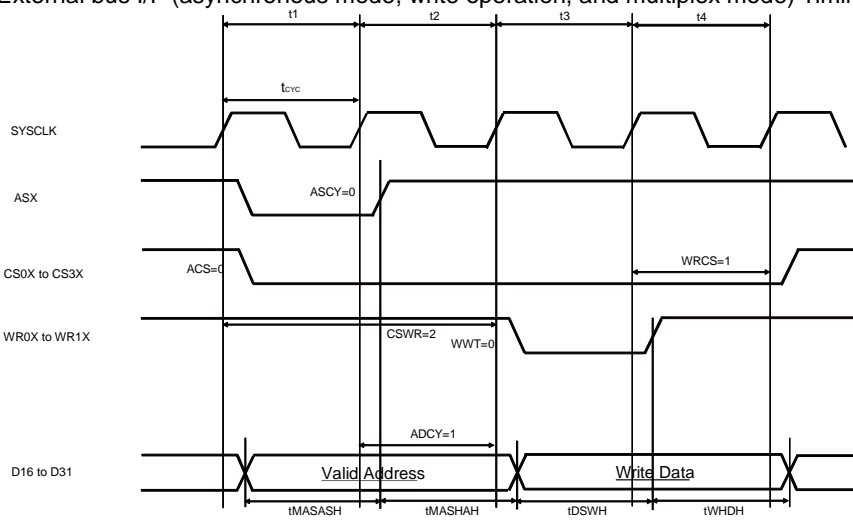 External bus I/F (asynchronous mode, write operation, and multiplex mode)
t1 t2 t3 t4
tCYC
SYSCLK
ASX
ASCY=0
CS0X to CS3X
ACS=0
WRCS=1
WR0X to WR1X
CSWR=2
WWT=0
ADCY=1
D16 to D31
Valid Address
Write Data
tMASASH tMASHAH tDSWH tWHDH